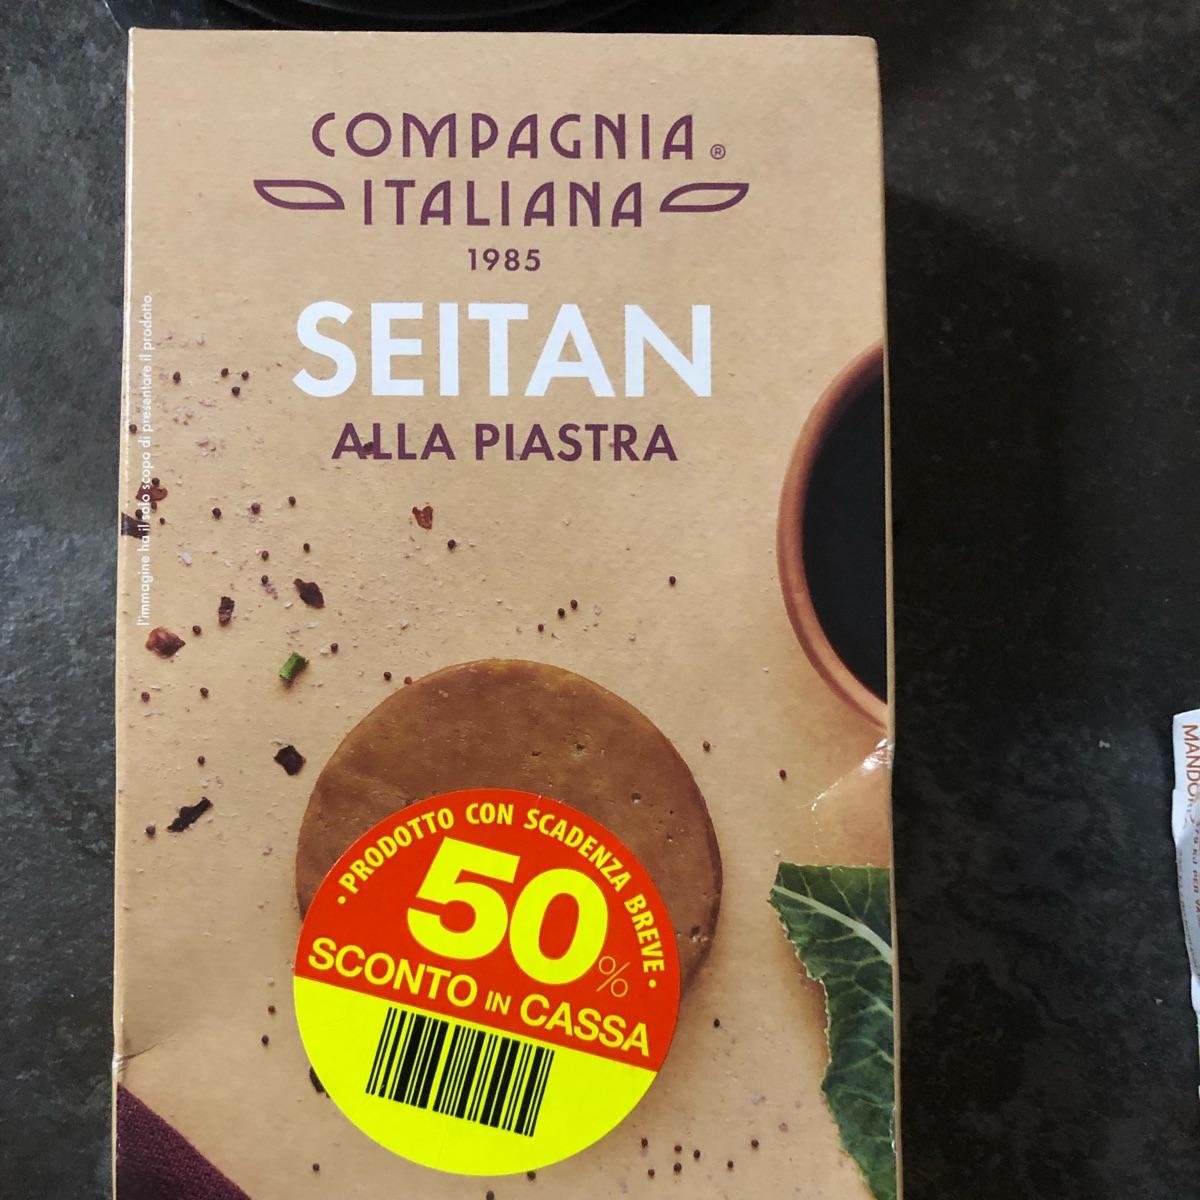 COMPAGNIA ®
ITALIANA
1985
SEITAN
ALLA PIASTRA
l'immagine ha il solo scopo di presentare il prodotto.
• PRODOTTO CON SCADENZA BREVE •
50%
SCONTO IN CASSA